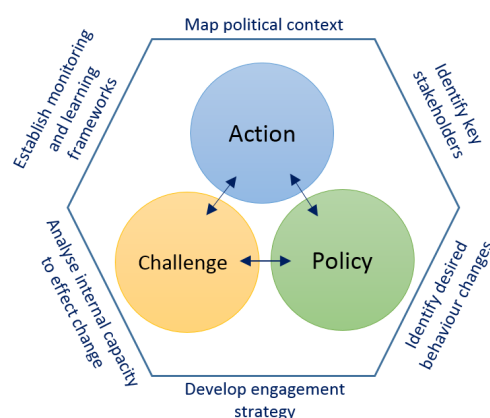 Map political context
Identify key
stakeholders
Identify desired
behaviour changes
Develop engagement
strategy
Analyse internal capacity
to effect change
Establish monitoring
and learning
frameworks
Action
Challenge
Policy